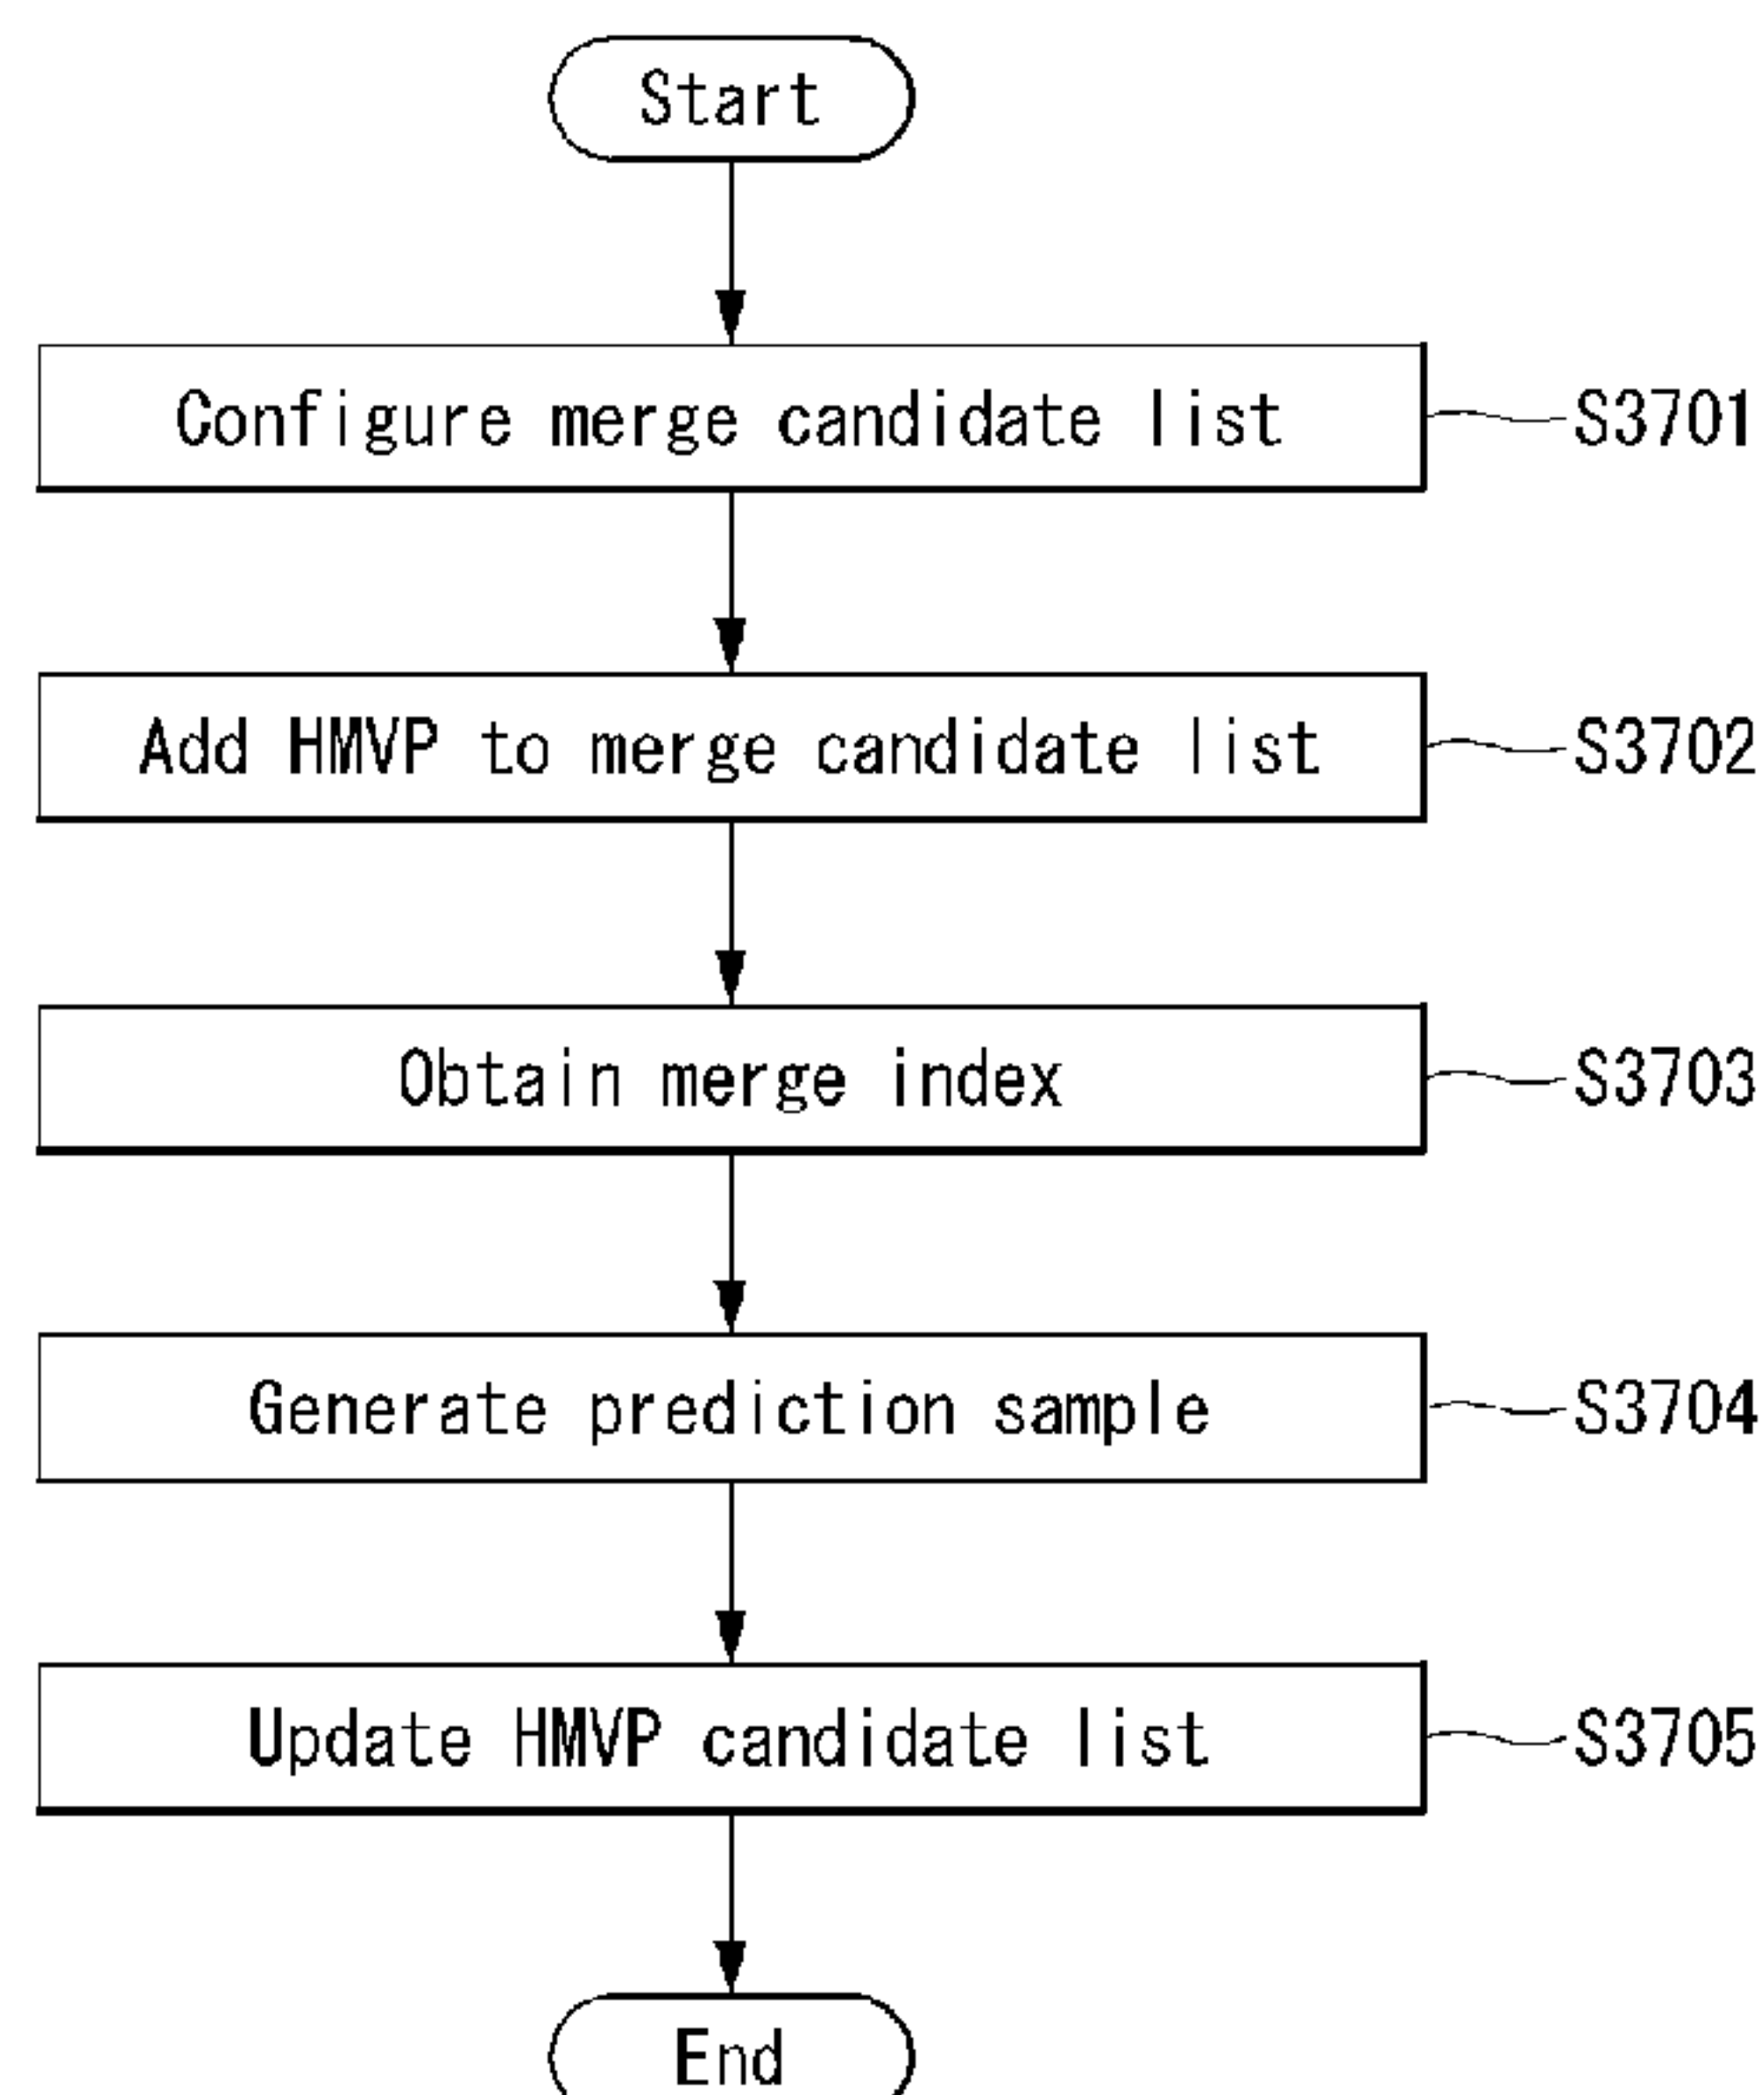 Start
Configure merge candidate list
S3701
Add HMVP to merge candidate list
S3702
Obtain merge index
S3703
Generate prediction sample
S3704
Update HMVP candidate list
S3705
End